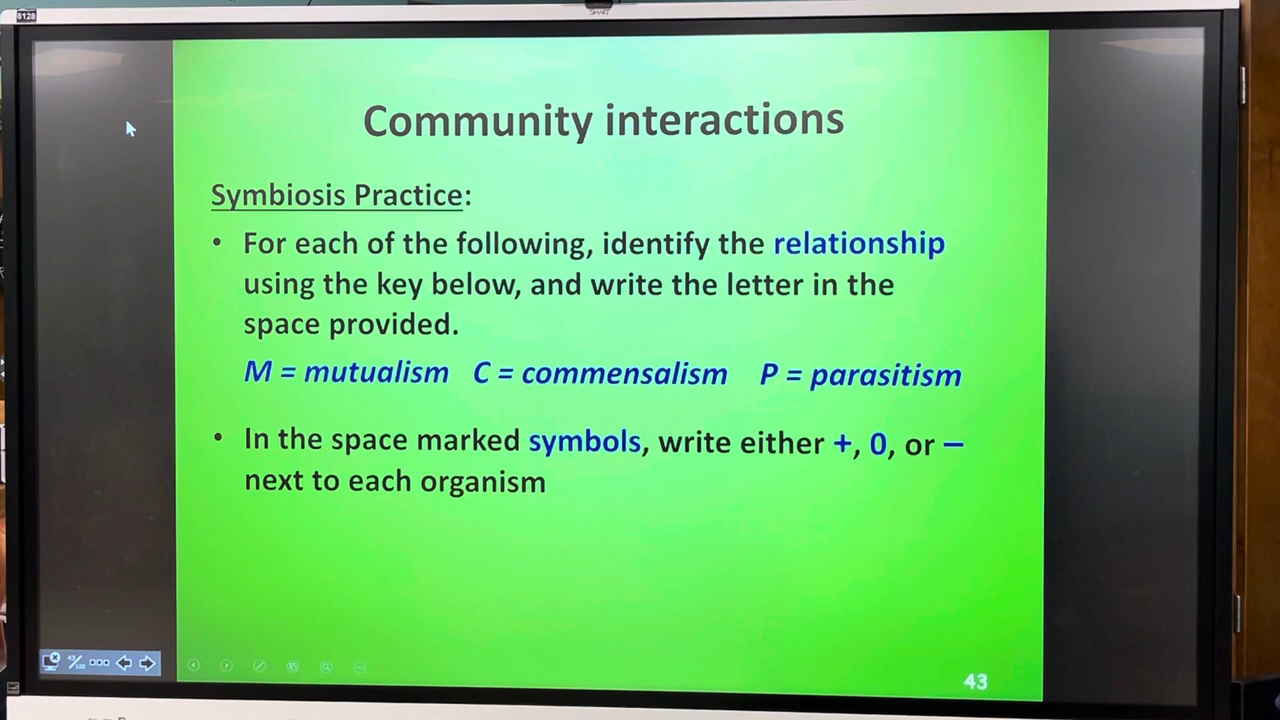 8128
SMART
Community interactions
Symbiosis Practice:
• For each of the following, identify the relationship
using the key below, and write the letter in the
space provided.
M = mutualism C = commensalism P = parasitism
• In the space marked symbols, write either +, 0, or –
next to each organism
43